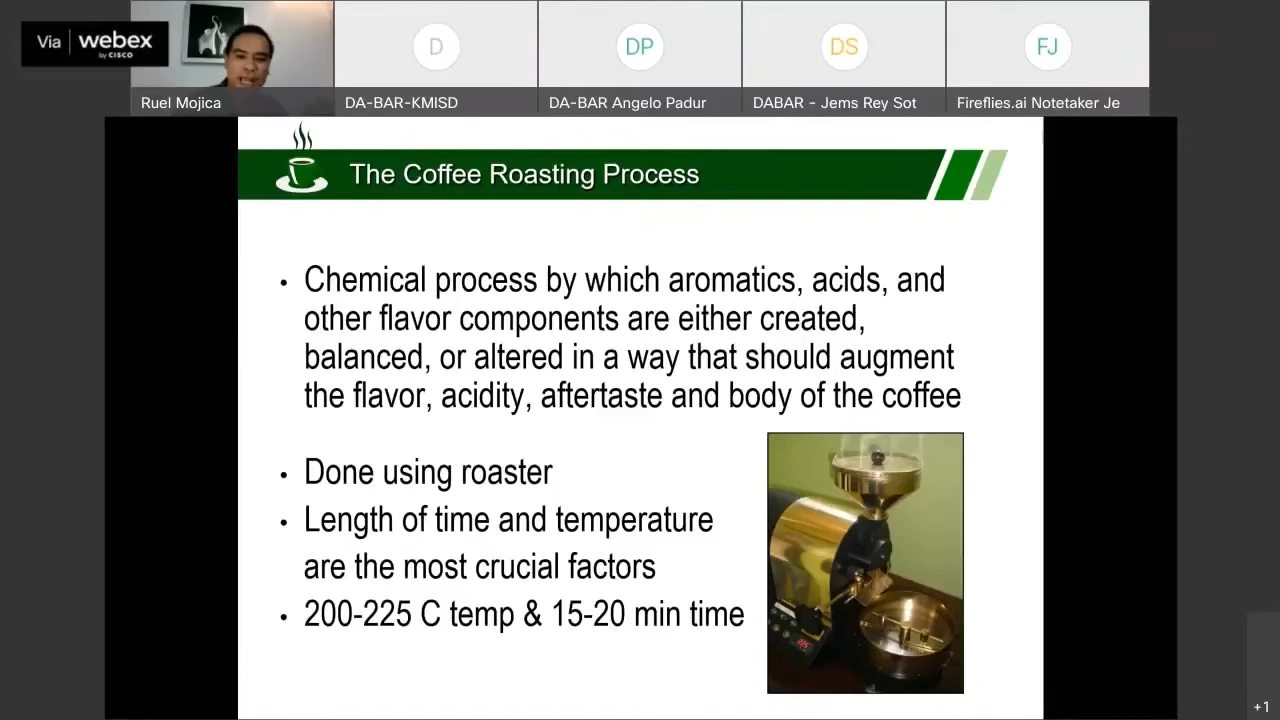 Via webex
by CISCO
D
DP
DS
FJ
Ruel Mojica
DA-BAR-KMISD
DA-BAR Angelo Padur
DABAR - Jems Rey Sot
Fireflies.ai Notetaker Je
The Coffee Roasting Process
• Chemical process by which aromatics, acids, and
other flavor components are either created,
balanced, or altered in a way that should augment
the flavor, acidity, aftertaste and body of the coffee
• Done using roaster
• Length of time and temperature
are the most crucial factors
• 200-225 C temp & 15-20 min time
+1